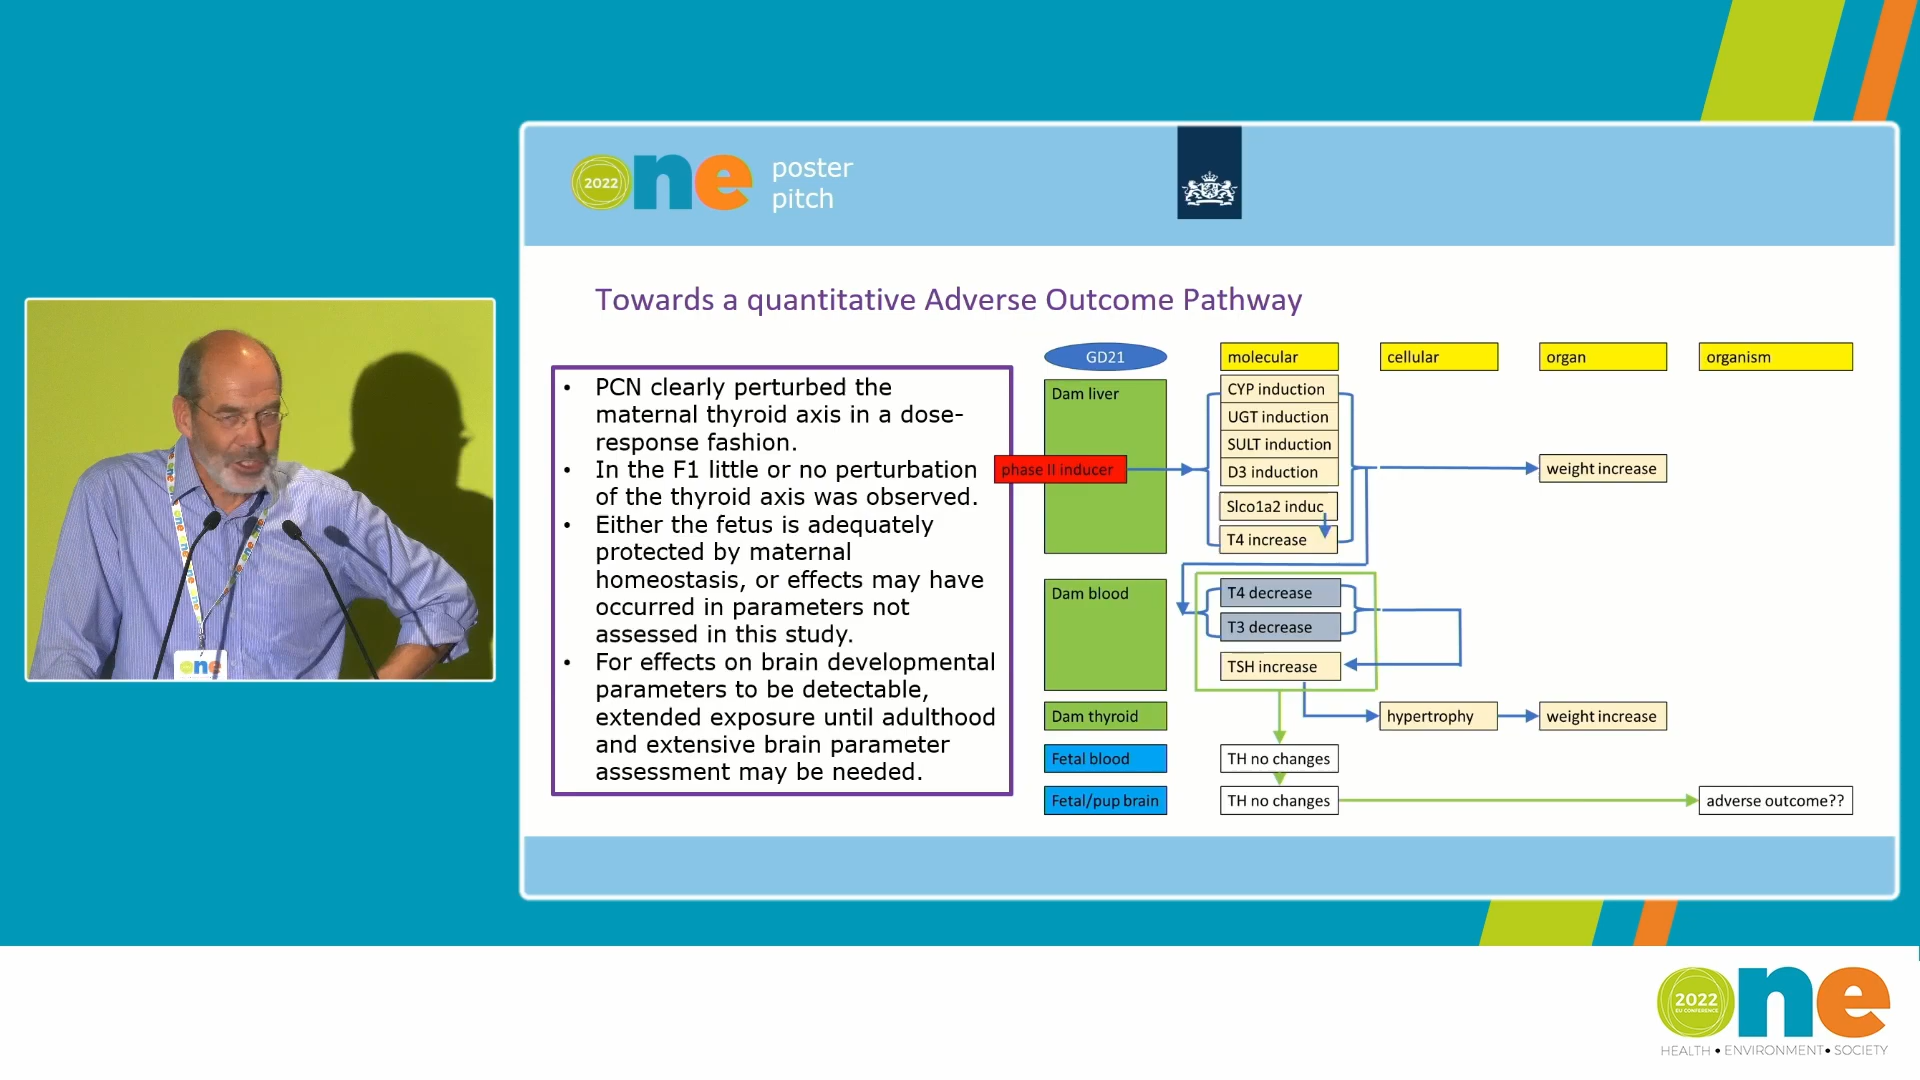 2022 one
poster
pitch
Towards a quantitative Adverse Outcome Pathway
• PCN clearly perturbed the
maternal thyroid axis in a dose-
response fashion.
• In the F1 little or no perturbation
of the thyroid axis was observed.
• Either the fetus is adequately
protected by maternal
homeostasis, or effects may have
occurred in parameters not
assessed in this study.
• For effects on brain developmental
parameters to be detectable,
extended exposure until adulthood
and extensive brain parameter
assessment may be needed.
GD21
molecular
cellular
organ
organism
Dam liver
phase II inducer
CYP induction
UGT induction
SULT induction
D3 induction
Slco1a2 induc
T4 increase
weight increase
Dam blood
T4 decrease
T3 decrease
TSH increase
Dam thyroid
hypertrophy
weight increase
Fetal blood
TH no changes
Fetal/pup brain
TH no changes
adverse outcome??
one
2022
EU CONFERENCE
one
HEALTH • ENVIRONMENT • SOCIETY